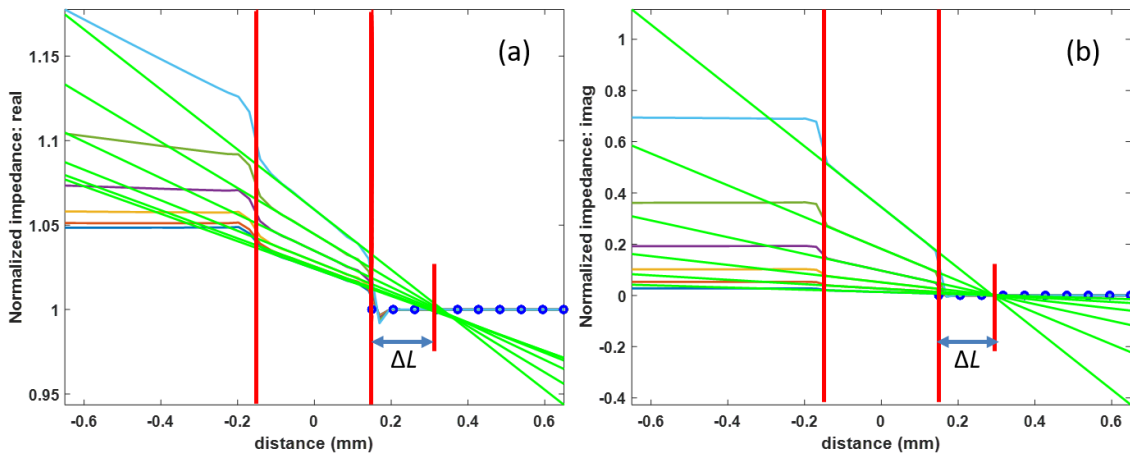 (a)
Normalized impedance: real
1.15
1.1
1.05
1
0.95
ΔL
-0.6 -0.4 -0.2 0 0.2 0.4 0.6
distance (mm)
(b)
Normalized impedance: imag
1
0.8
0.6
0.4
0.2
0
-0.2
-0.4
ΔL
-0.6 -0.4 -0.2 0 0.2 0.4 0.6
distance (mm)